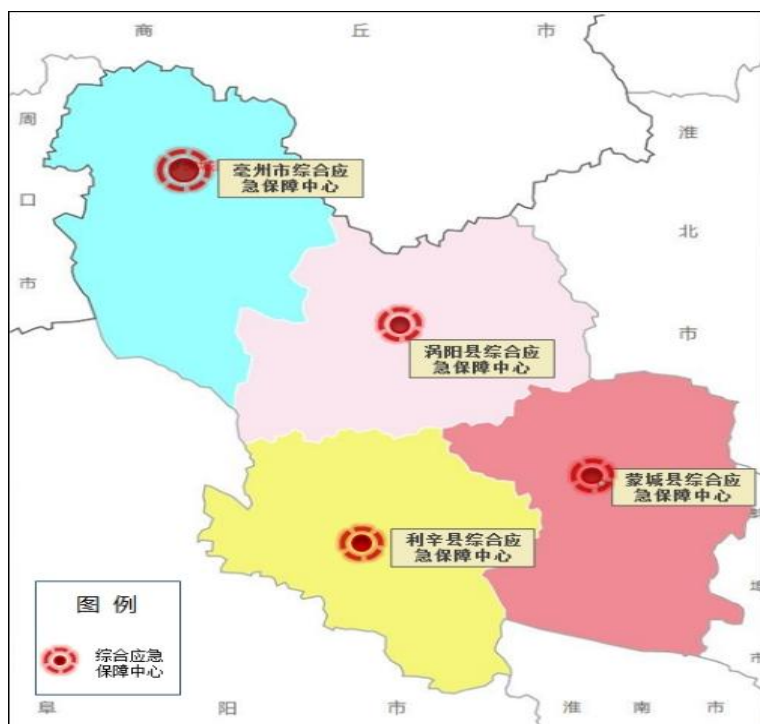 商丘市
周口市
淮北市
亳州市综合应
急保障中心
涡阳县综合应
急保障中心
蒙城县综合应
急保障中心
利辛县综合应
急保障中心
蚌埠市
图例
综合应急
保障中心
阜阳市
淮南市